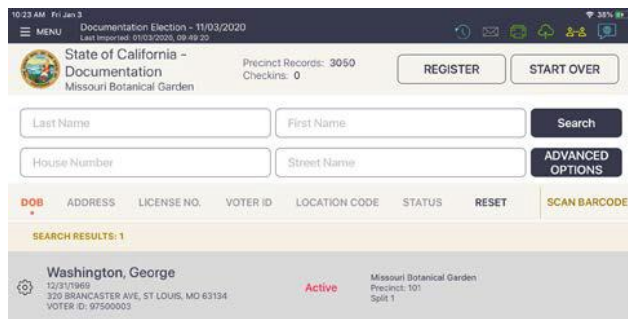 10:23 AM Fri Jan 3
38%
MENU
Documentation Election - 11/03/2020
Last Imported: 01/03/2020, 09:49:20
State of California -
Documentation
Missouri Botanical Garden
Precinct Records: 3050
Checkins: 0
REGISTER
START OVER
Last Name
First Name
Search
House Number
Street Name
ADVANCED
OPTIONS
DOB ADDRESS LICENSE NO. VOTER ID LOCATION CODE STATUS RESET SCAN BARCODE
SEARCH RESULTS: 1
Washington, George
12/31/1969
320 BRANCASTER AVE, ST LOUIS, MO 63134
VOTER ID: 97500003
Active
Missouri Botanical Garden
Precinct: 101
Split 1